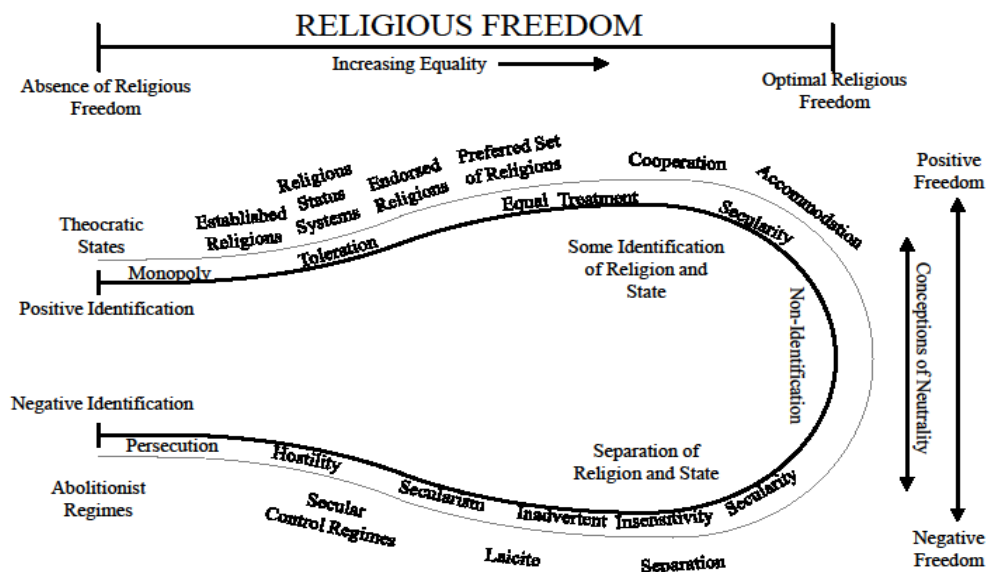 RELIGIOUS FREEDOM
Increasing Equality
Absence of Religious
Freedom
Optimal Religious
Freedom
Theocratic
States
Established
Religions
Religious
Status
Systems
Endorzed
Religions
Preferred Set
of Religions
Cooperation
Accommodation
Positive
Freedom
Monopoly
Toleration
Equal Treatment
Secularity
Positive Identification
Some Identification
of Religion and
State
Non-Identification
Conceptions of Neutrality
Negative Identification
Separation of
Religion and State
Persecution
Hostility
Secularism
Inadvertent Insensitivity
Secularity
Abolitionist
Regimes
Secular
Control Regimes
Laicite
Separation
Negative
Freedom